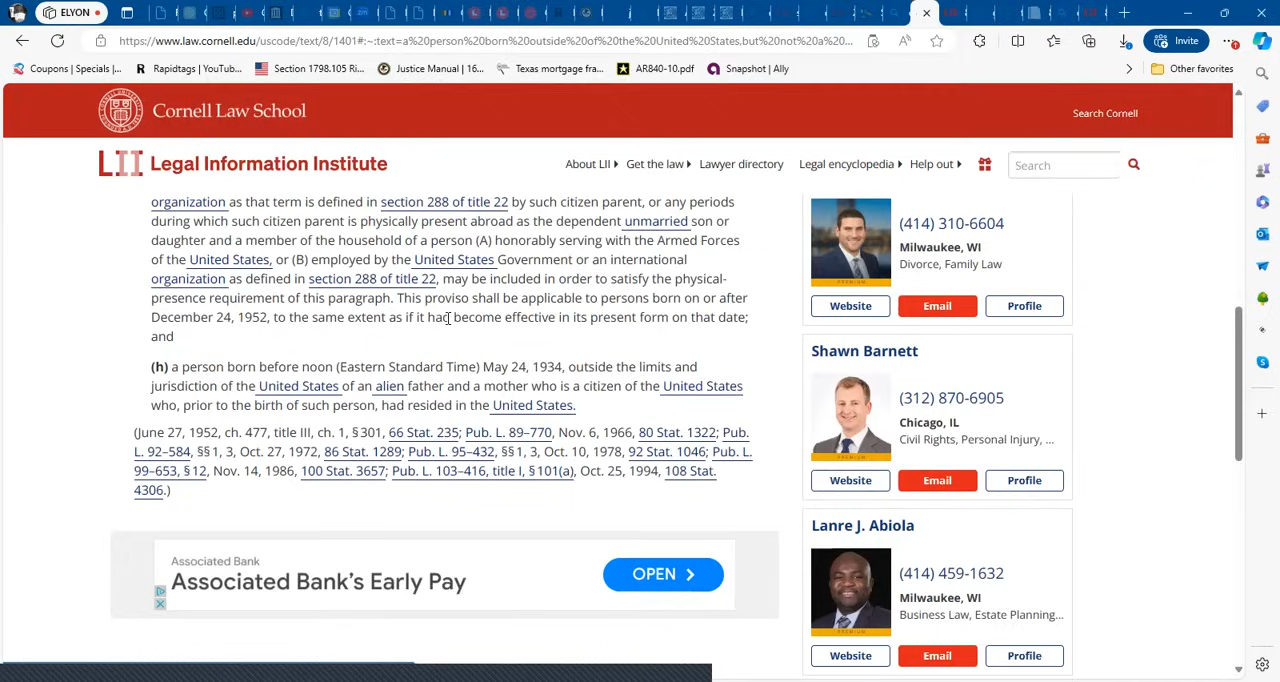 ELYON
https://www.law.cornell.edu/uscode/text/8/1401#:~:text=a%20person%20born%20outside%20of%20the%20United%20States,but%20not%20a%20...
Invite
Coupons | Specials |...
Rapidtags | YouTub...
Section 1798.105 Ri...
Justice Manual | 16...
Texas mortgage fra...
AR840-10.pdf
Snapshot | Ally
Other favorites
Cornell Law School
Search Cornell
LII Legal Information Institute
About LII
Get the law
Lawyer directory
Legal encyclopedia
Help out
Search
organization as that term is defined in section 288 of title 22 by such citizen parent, or any periods
during which such citizen parent is physically present abroad as the dependent unmarried son or
daughter and a member of the household of a person (A) honorably serving with the Armed Forces
of the United States, or (B) employed by the United States Government or an international
organization as defined in section 288 of title 22, may be included in order to satisfy the physical-
presence requirement of this paragraph. This proviso shall be applicable to persons born on or after
December 24, 1952, to the same extent as if it had become effective in its present form on that date;
and
(h) a person born before noon (Eastern Standard Time) May 24, 1934, outside the limits and
jurisdiction of the United States of an alien father and a mother who is a citizen of the United States
who, prior to the birth of such person, had resided in the United States.
(June 27, 1952, ch. 477, title III, ch. 1, § 301, 66 Stat. 235; Pub. L. 89–770, Nov. 6, 1966, 80 Stat. 1322; Pub.
L. 92–584, §§ 1, 3, Oct. 27, 1972, 86 Stat. 1289; Pub. L. 95–432, §§ 1, 3, Oct. 10, 1978, 92 Stat. 1046; Pub. L.
99–653, § 12, Nov. 14, 1986, 100 Stat. 3657; Pub. L. 103–416, title I, § 101(a), Oct. 25, 1994, 108 Stat.
4306.)
Associated Bank
Associated Bank's Early Pay
OPEN
(414) 310-6604
Milwaukee, WI
Divorce, Family Law
PREMIUM
Website
Email
Profile
Shawn Barnett
(312) 870-6905
Chicago, IL
Civil Rights, Personal Injury, ...
PREMIUM
Website
Email
Profile
Lanre J. Abiola
(414) 459-1632
Milwaukee, WI
Business Law, Estate Planning...
PREMIUM
Website
Email
Profile